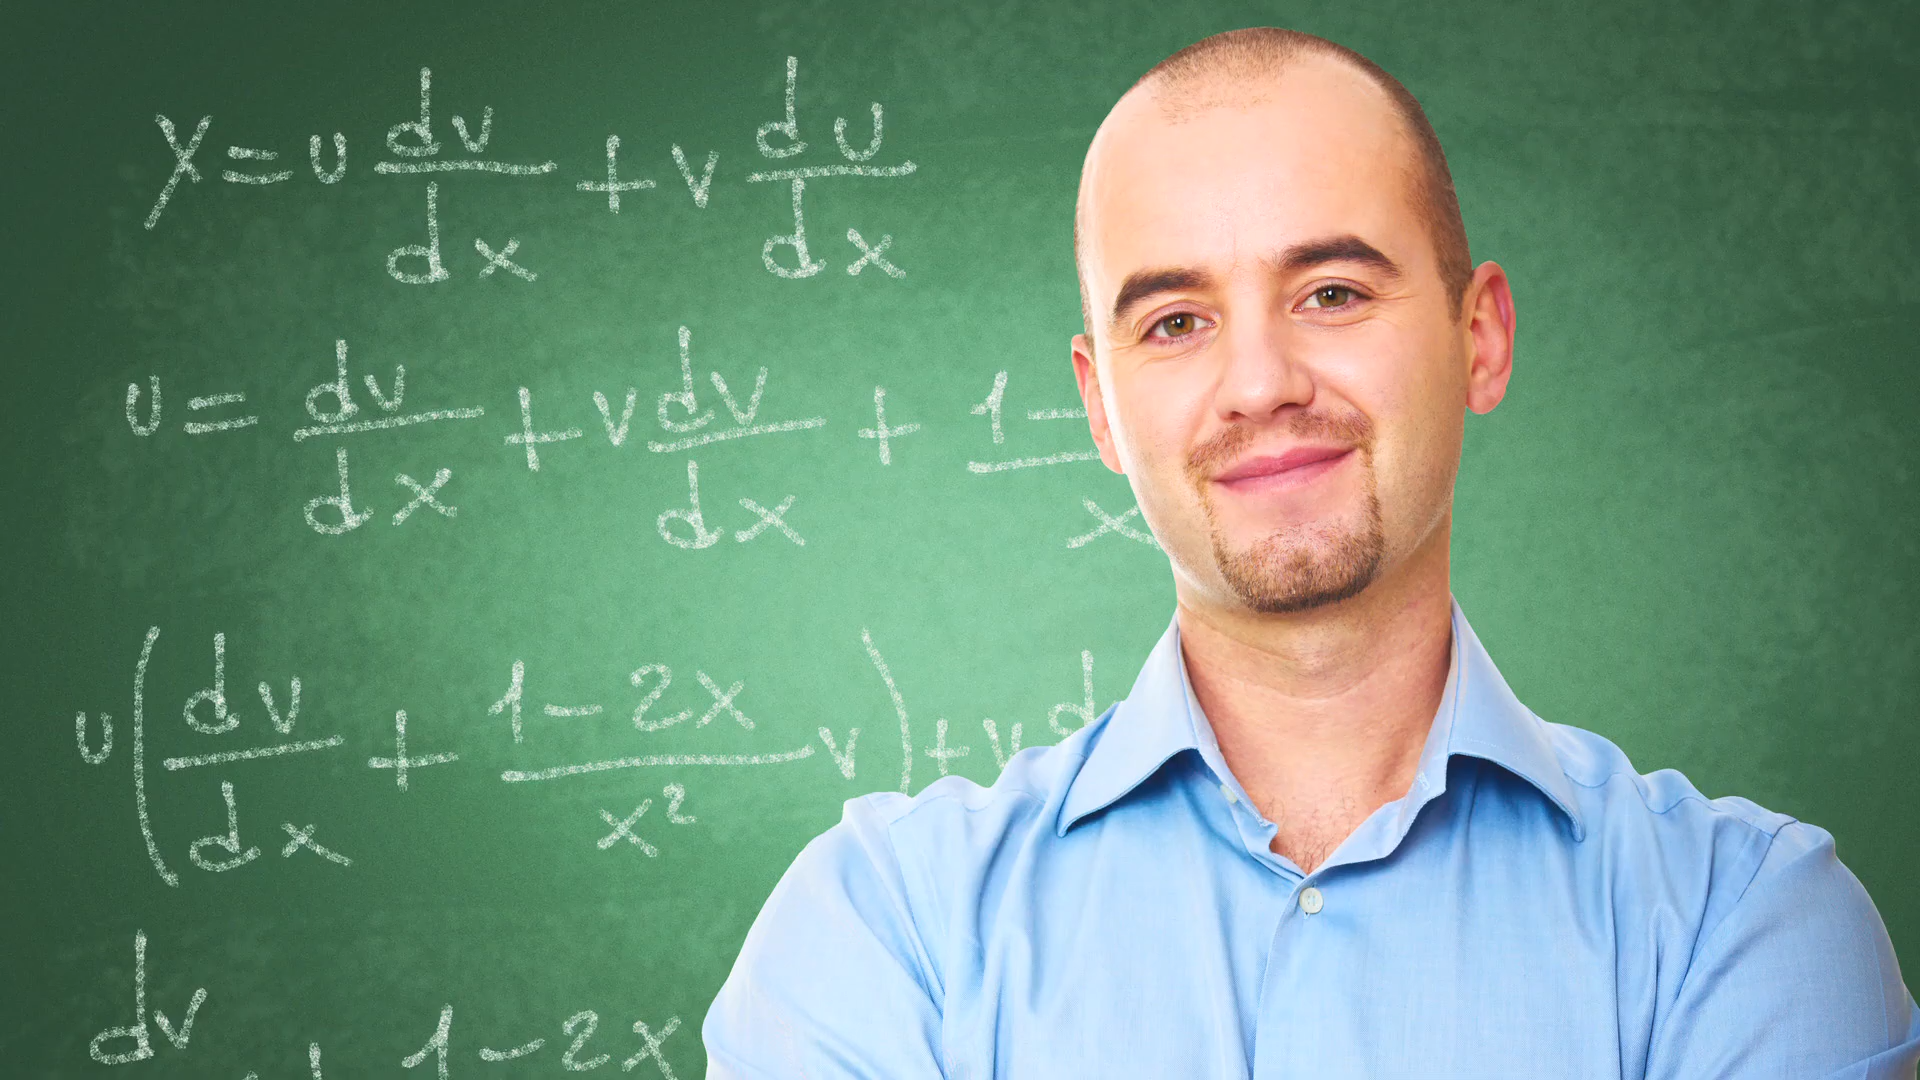 y = u dv/dx + v du/dx
u = dv/dx + v dv/dx + 1 - / x
u ( dv/dx + 1 - 2x / x² v ) + v d
dv + 1 - 2x